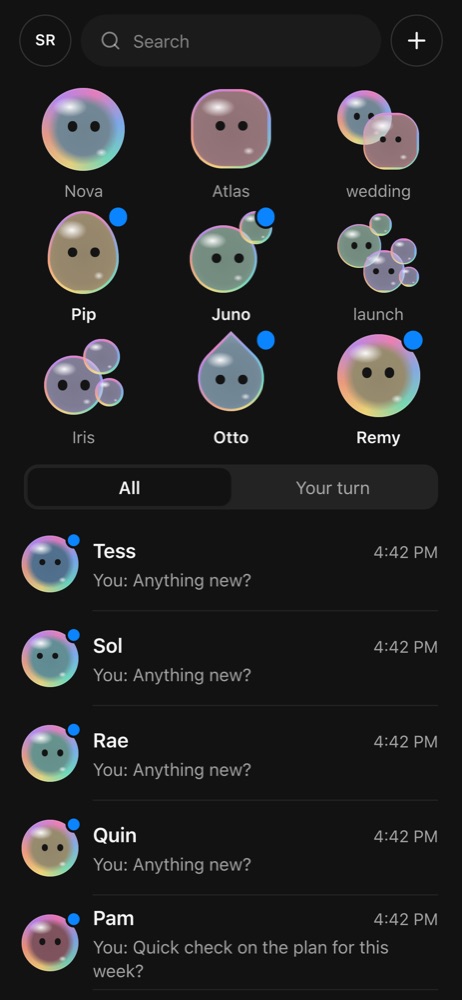 SR
Search
Nova
Atlas
wedding
Pip
Juno
launch
Iris
Otto
Remy
All
Your turn
Tess
4:42 PM
You: Anything new?
Sol
4:42 PM
You: Anything new?
Rae
4:42 PM
You: Anything new?
Quin
4:42 PM
You: Anything new?
Pam
4:42 PM
You: Quick check on the plan for this
week?